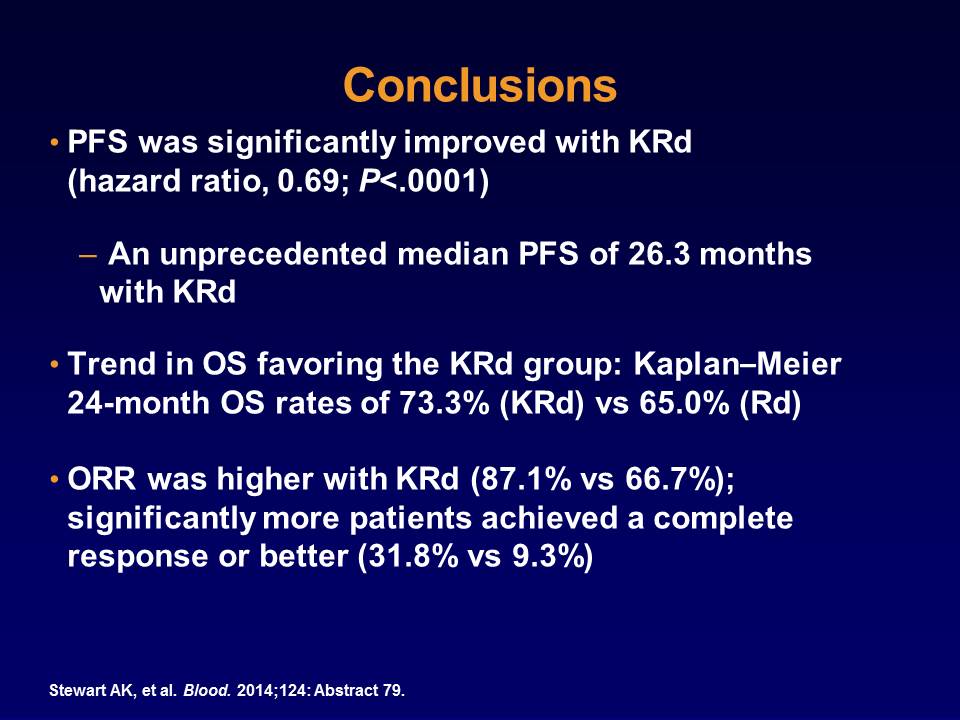 Conclusions
• PFS was significantly improved with KRd
(hazard ratio, 0.69; P<.0001)
– An unprecedented median PFS of 26.3 months
with KRd
• Trend in OS favoring the KRd group: Kaplan–Meier
24-month OS rates of 73.3% (KRd) vs 65.0% (Rd)
• ORR was higher with KRd (87.1% vs 66.7%);
significantly more patients achieved a complete
response or better (31.8% vs 9.3%)
Stewart AK, et al. Blood. 2014;124: Abstract 79.